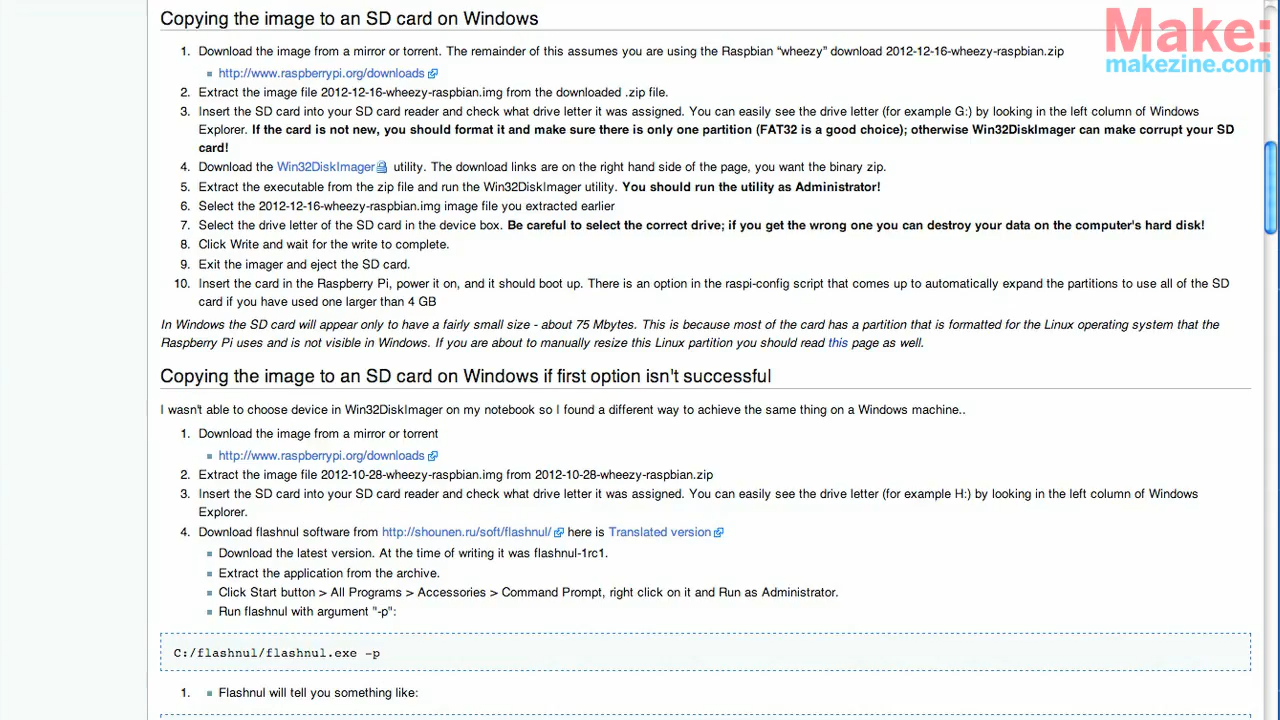 Make:
makezine.com
Copying the image to an SD card on Windows
1. Download the image from a mirror or torrent. The remainder of this assumes you are using the Raspbian “wheezy” download 2012-12-16-wheezy-raspbian.zip
http://www.raspberrypi.org/downloads
2. Extract the image file 2012-12-16-wheezy-raspbian.img from the downloaded .zip file.
3. Insert the SD card into your SD card reader and check what drive letter it was assigned. You can easily see the drive letter (for example G:) by looking in the left column of Windows
Explorer. If the card is not new, you should format it and make sure there is only one partition (FAT32 is a good choice); otherwise Win32DiskImager can make corrupt your SD
card!
4. Download the Win32DiskImager utility. The download links are on the right hand side of the page, you want the binary zip.
5. Extract the executable from the zip file and run the Win32DiskImager utility. You should run the utility as Administrator!
6. Select the 2012-12-16-wheezy-raspbian.img image file you extracted earlier
7. Select the drive letter of the SD card in the device box. Be careful to select the correct drive; if you get the wrong one you can destroy your data on the computer's hard disk!
8. Click Write and wait for the write to complete.
9. Exit the imager and eject the SD card.
10. Insert the card in the Raspberry Pi, power it on, and it should boot up. There is an option in the raspi-config script that comes up to automatically expand the partitions to use all of the SD
card if you have used one larger than 4 GB
In Windows the SD card will appear only to have a fairly small size - about 75 Mbytes. This is because most of the card has a partition that is formatted for the Linux operating system that the
Raspberry Pi uses and is not visible in Windows. If you are about to manually resize this Linux partition you should read this page as well.
Copying the image to an SD card on Windows if first option isn't successful
I wasn't able to choose device in Win32DiskImager on my notebook so I found a different way to achieve the same thing on a Windows machine..
1. Download the image from a mirror or torrent
http://www.raspberrypi.org/downloads
2. Extract the image file 2012-10-28-wheezy-raspbian.img from 2012-10-28-wheezy-raspbian.zip
3. Insert the SD card into your SD card reader and check what drive letter it was assigned. You can easily see the drive letter (for example H:) by looking in the left column of Windows
Explorer.
4. Download flashnul software from http://shounen.ru/soft/flashnul/ here is Translated version
Download the latest version. At the time of writing it was flashnul-1rc1.
Extract the application from the archive.
Click Start button > All Programs > Accessories > Command Prompt, right click on it and Run as Administrator.
Run flashnul with argument "-p":
C:/flashnul/flashnul.exe -p
1. Flashnul will tell you something like: